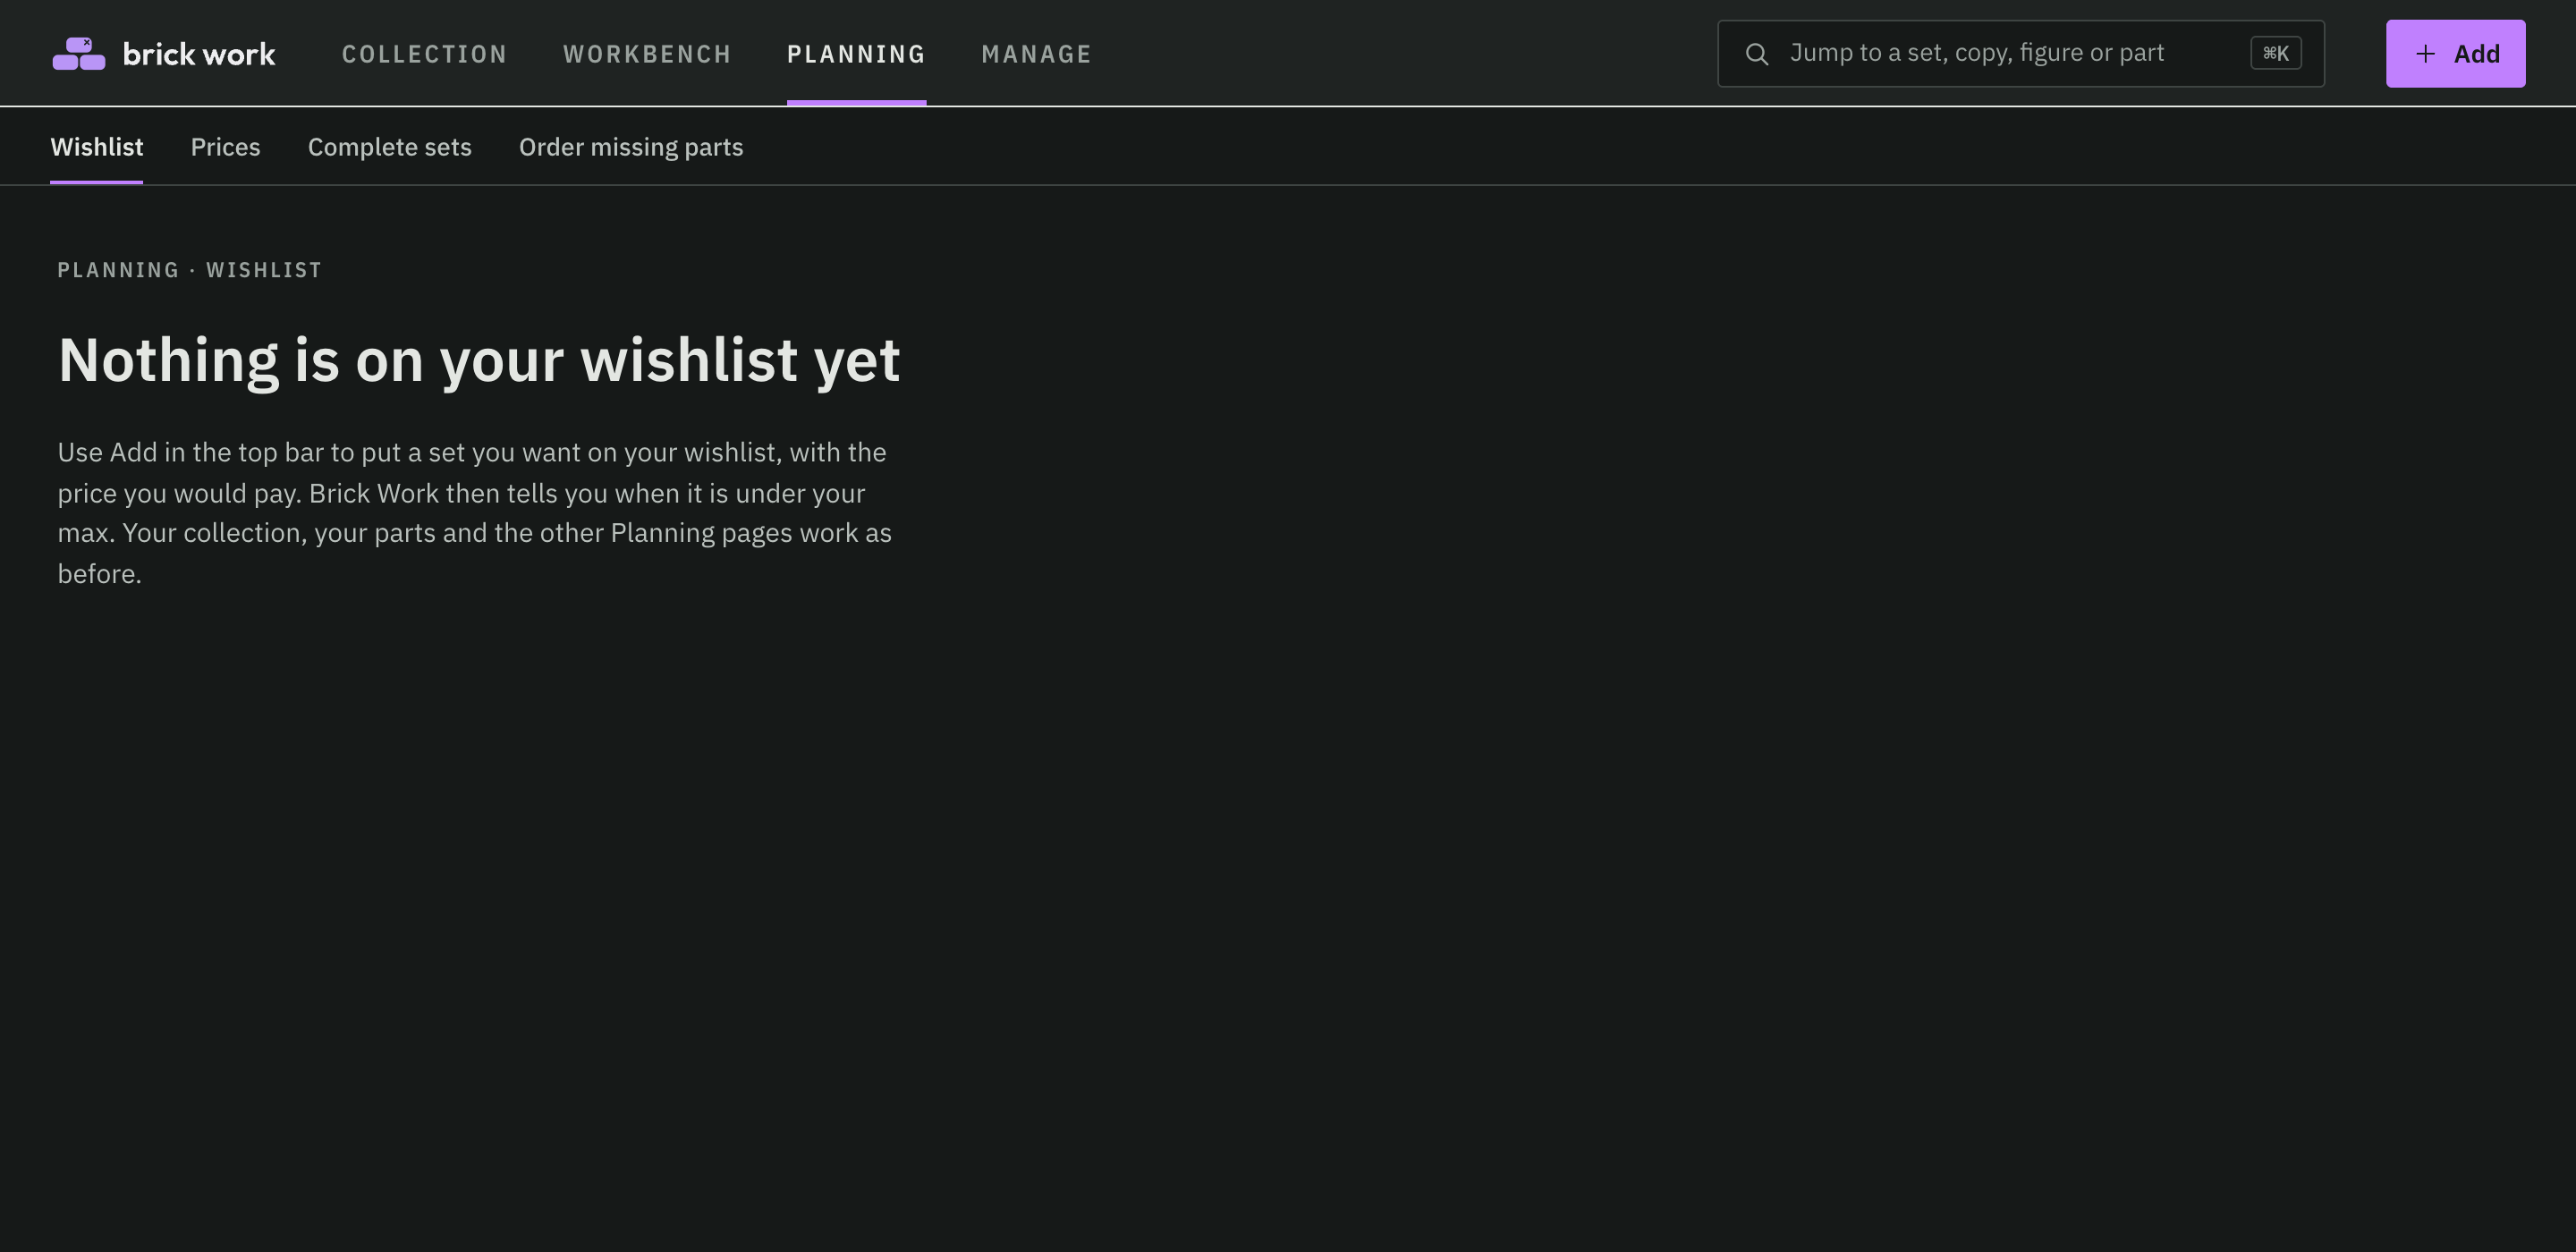 brick work
COLLECTION
WORKBENCH
PLANNING
MANAGE
Jump to a set, copy, figure or part
⌘K
+ Add
Wishlist
Prices
Complete sets
Order missing parts
PLANNING · WISHLIST
Nothing is on your wishlist yet
Use Add in the top bar to put a set you want on your wishlist, with the
price you would pay. Brick Work then tells you when it is under your
max. Your collection, your parts and the other Planning pages work as
before.